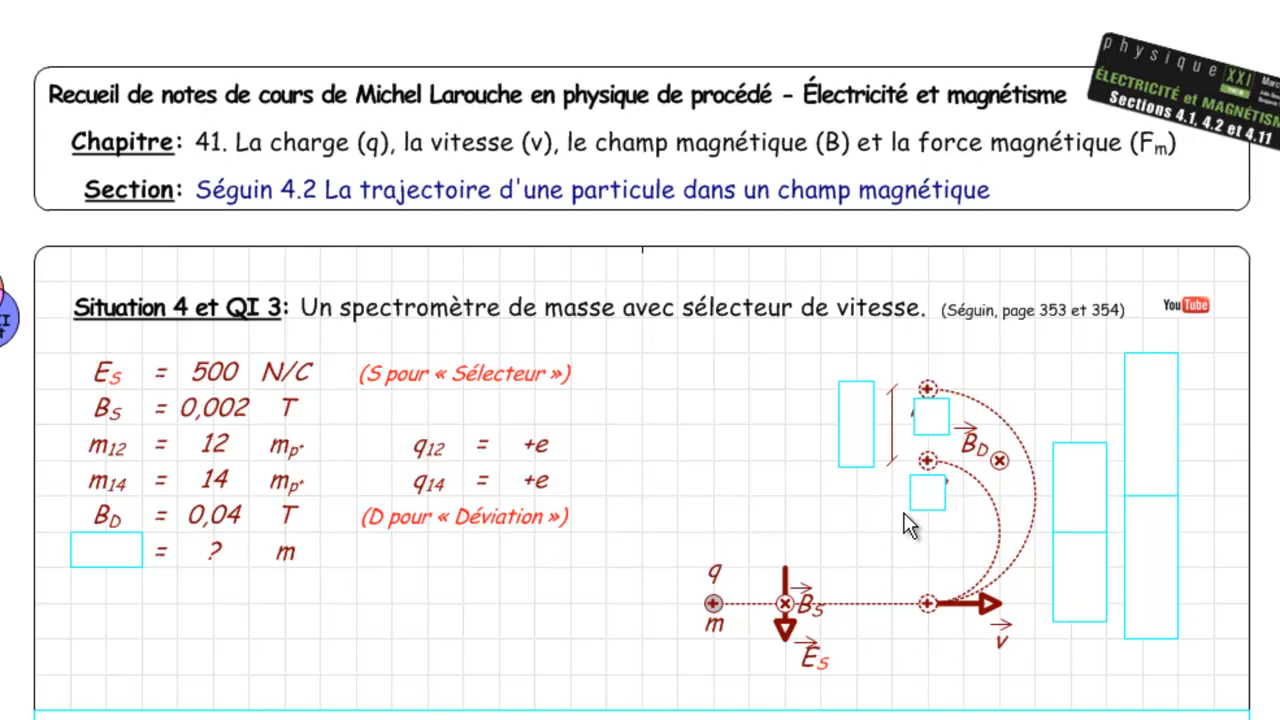 physique XXI
ÉLECTRICITÉ et MAGNÉTISM
Sections 4.1, 4.2 et 4.11
Recueil de notes de cours de Michel Larouche en physique de procédé - Électricité et magnétisme
Chapitre: 41. La charge (q), la vitesse (v), le champ magnétique (B) et la force magnétique (Fm)
Section: Séguin 4.2 La trajectoire d'une particule dans un champ magnétique
Situation 4 et QI 3: Un spectromètre de masse avec sélecteur de vitesse. (Séguin, page 353 et 354)
YouTube
ES = 500 N/C (S pour « Sélecteur »)
BS = 0,002 T
m12 = 12 mp+ q12 = +e
m14 = 14 mp+ q14 = +e
BD = 0,04 T (D pour « Déviation »)
= ? m
BD
q
m
BS
ES
v